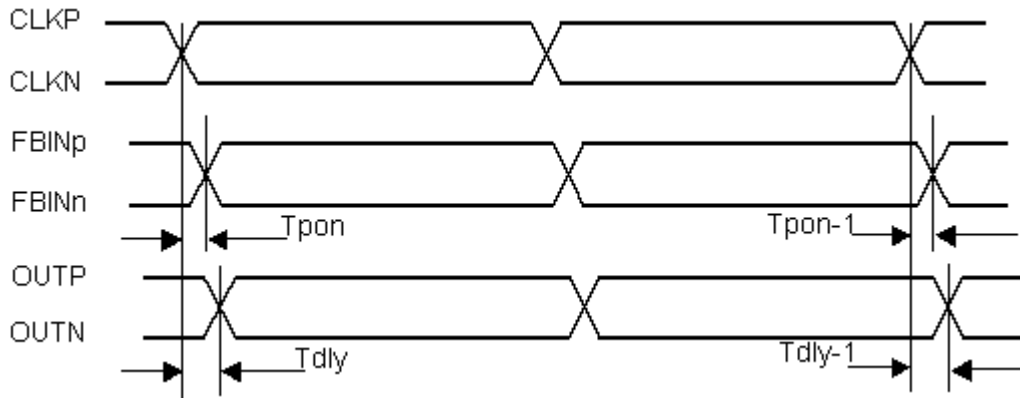 CLKP
CLKN
FBINp
FBINn
Tpon Tpon-1
OUTP
OUTN
Tdly Tdly-1